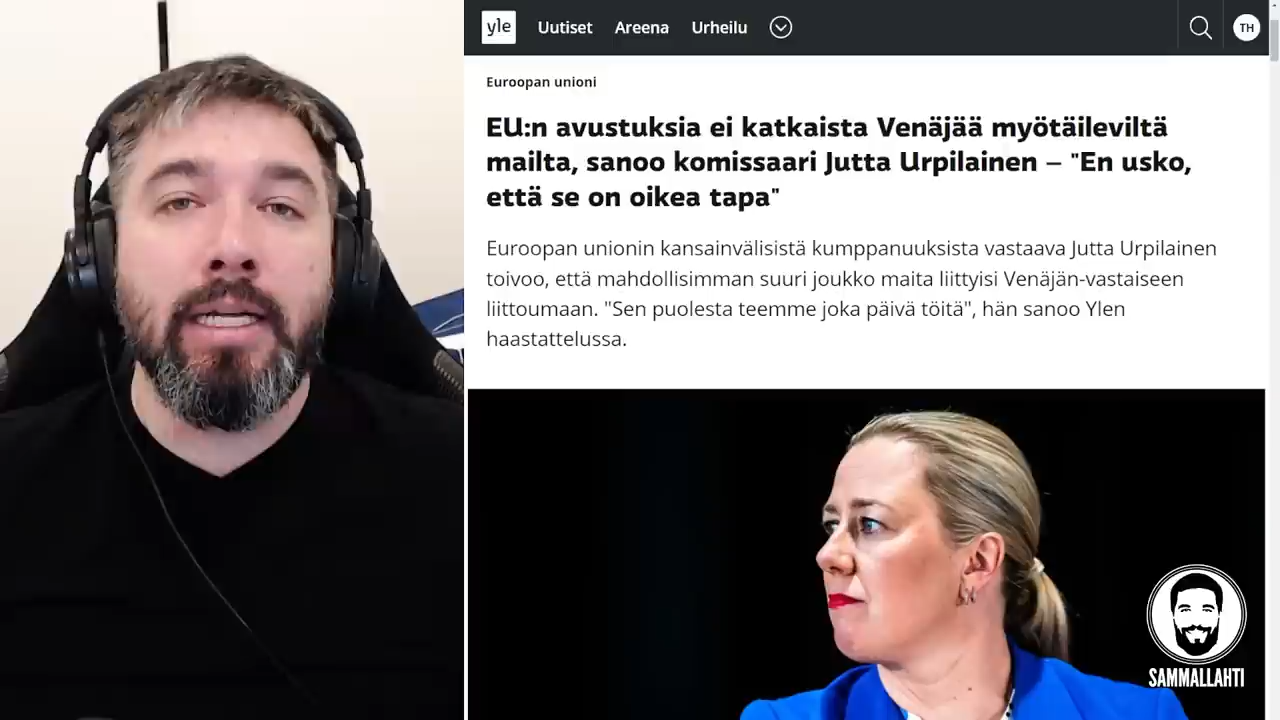 yle Uutiset Areena Urheilu TH
Euroopan unioni
EU:n avustuksia ei katkaista Venäjää myötäileviltä
mailta, sanoo komissaari Jutta Urpilainen – "En usko,
että se on oikea tapa"
Euroopan unionin kansainvälisistä kumppanuuksista vastaava Jutta Urpilainen
toivoo, että mahdollisimman suuri joukko maita liittyisi Venäjän-vastaiseen
liittoumaan. "Sen puolesta teemme joka päivä töitä", hän sanoo Ylen
haastattelussa.
SAMMALLAHTI